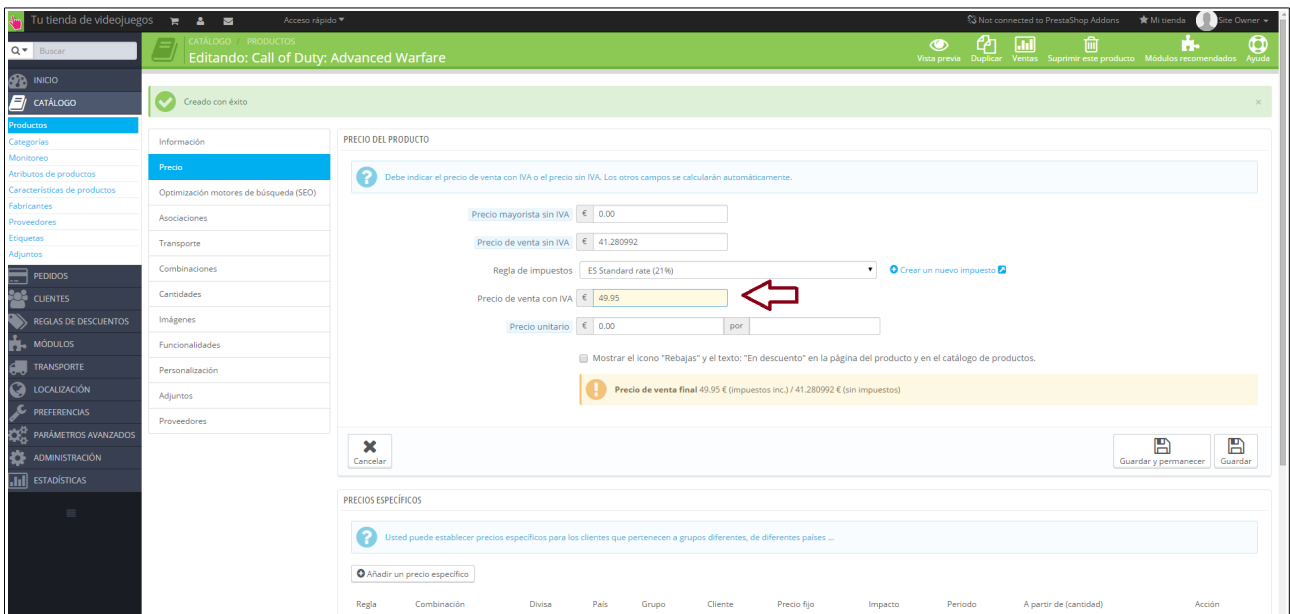 Tu tienda de videojuegos
Acceso rápido
Not connected to PrestaShop Addons
Mi tienda
Site Owner
Buscar
CATÁLOGO / PRODUCTOS
Editando: Call of Duty: Advanced Warfare
Vista previa
Duplicar
Ventas
Suprimir este producto
Módulos recomendados
Ayuda
INICIO
CATÁLOGO
Productos
Categorías
Monitoreo
Atributos de productos
Características de productos
Fabricantes
Proveedores
Etiquetas
Adjuntos
PEDIDOS
CLIENTES
REGLAS DE DESCUENTOS
MÓDULOS
TRANSPORTE
LOCALIZACIÓN
PREFERENCIAS
PARÁMETROS AVANZADOS
ADMINISTRACIÓN
ESTADÍSTICAS
Creado con éxito
×
Información
Precio
Optimización motores de búsqueda (SEO)
Asociaciones
Transporte
Combinaciones
Cantidades
Imágenes
Funcionalidades
Personalización
Adjuntos
Proveedores
PRECIO DEL PRODUCTO
? Debe indicar el precio de venta con IVA o el precio sin IVA. Los otros campos se calcularán automáticamente.
Precio mayorista sin IVA € 0.00
Precio de venta sin IVA € 41.280992
Regla de impuestos ES Standard rate (21%) Crear un nuevo impuesto
Precio de venta con IVA € 49.95
Precio unitario € 0.00 por
Mostrar el icono "Rebajas" y el texto: "En descuento" en la página del producto y en el catálogo de productos.
! Precio de venta final 49.95 € (impuestos inc.) / 41.280992 € (sin impuestos)
Cancelar
Guardar y permanecer
Guardar
PRECIOS ESPECÍFICOS
? Usted puede establecer precios específicos para los clientes que pertenecen a grupos diferentes, de diferentes países ...
Añadir un precio específico
Regla Combinación Divisa País Grupo Cliente Precio fijo Impacto Periodo A partir de (cantidad) Acción